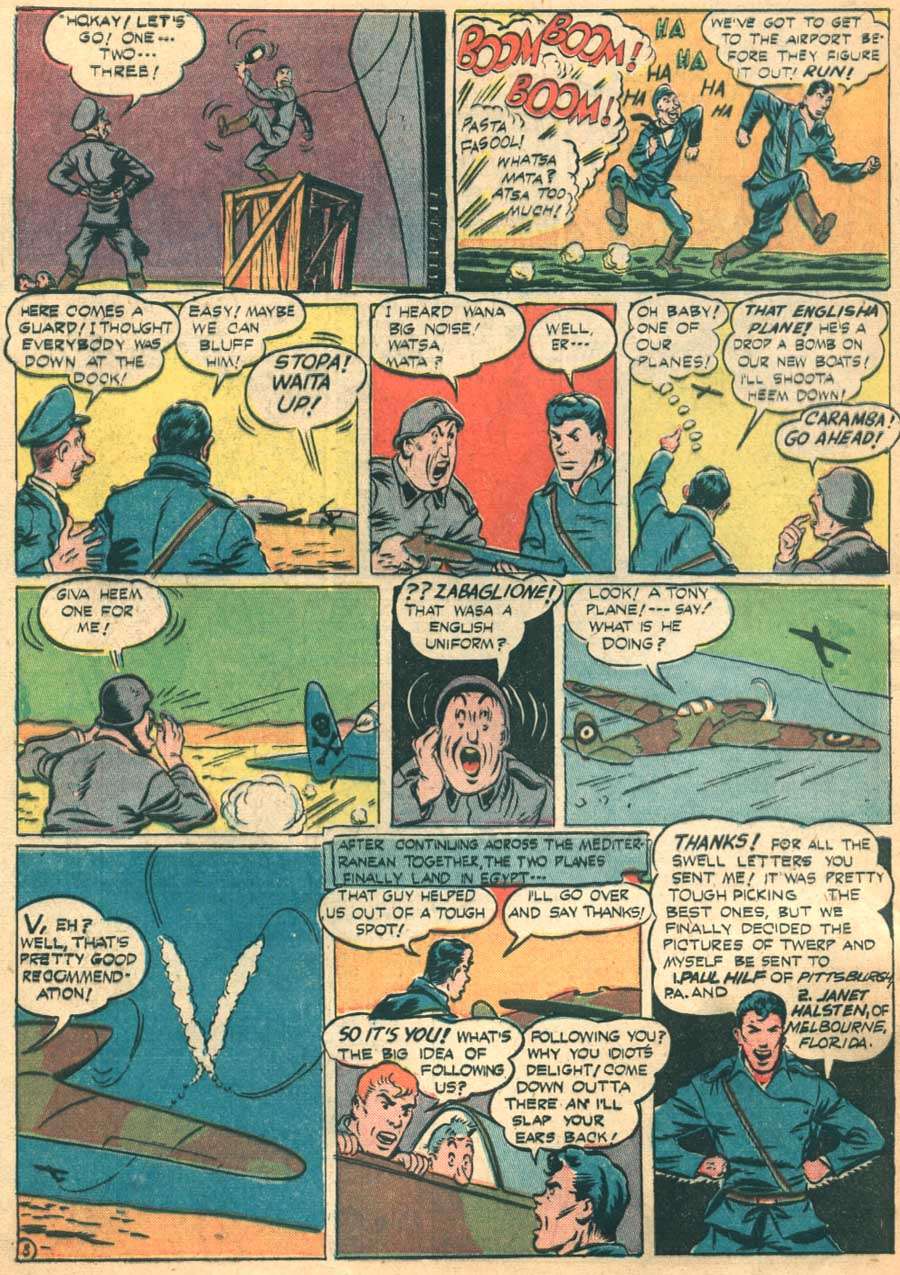 "HOKAY! LET'S
GO! ONE---
TWO---
THREE!
BOOM BOOM!
BOOM!
PASTA
FASOOL!
WHATSA
MATA?
ATSA TOO
MUCH!
HA
HA
HA
HA
HA
HA
WE'VE GOT TO GET
TO THE AIRPORT BE-
FORE THEY FIGURE
IT OUT! RUN!
HERE COMES A
GUARD! I THOUGHT
EVERYBODY WAS
DOWN AT THE
DOCK!
EASY! MAYBE
WE CAN
BLUFF
HIM!
STOPA!
WAITA
UP!
I HEARD WANA
BIG NOISE!
WATSA
MATA?
WELL,
ER---
OH BABY!
ONE OF
OUR
PLANES!
THAT ENGLISHA
PLANE! HE'S A
DROP A BOMB ON
OUR NEW BOATS!
I'LL SHOOTA
HEEM DOWN!
CARAMBA!
GO AHEAD!
GIVA HEEM
ONE FOR
ME!
?? ZABAGLIONE!
THAT WASA A
ENGLISH
UNIFORM?
LOOK! A TONY
PLANE!--- SAY!
WHAT IS HE
DOING?
V, EH?
WELL, THAT'S
PRETTY GOOD
RECOMMEND-
ATION!
V
8
AFTER CONTINUING ACROSS THE MEDITER-
RANEAN TOGETHER, THE TWO PLANES
FINALLY LAND IN EGYPT---
THAT GUY HELPED
US OUT OF A TOUGH
SPOT!
I'LL GO OVER
AND SAY THANKS!
SO IT'S YOU! WHAT'S
THE BIG IDEA OF
FOLLOWING
US?
FOLLOWING YOU?
WHY YOU IDIOTS
DELIGHT! COME
DOWN OUTTA
THERE AN' I'LL
SLAP YOUR
EARS BACK!
THANKS! FOR ALL THE
SWELL LETTERS YOU
SENT ME! IT WAS PRETTY
TOUGH PICKING THE
BEST ONES, BUT WE
FINALLY DECIDED THE
PICTURES OF TWERP AND
MYSELF BE SENT TO
1. PAUL HILF OF PITTSBURGH,
PA. AND
2. JANET
HALSTEN, OF
MELBOURNE,
FLORIDA.